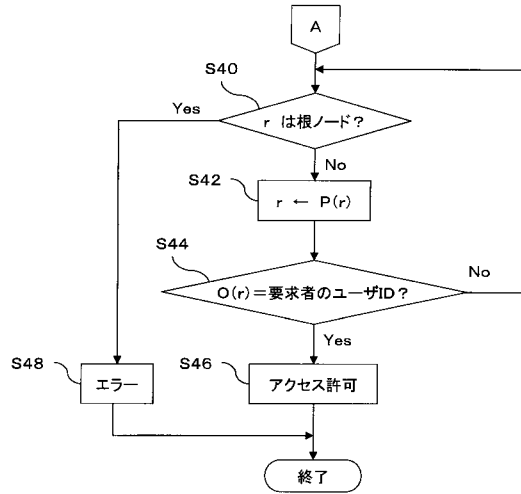 A
S40
Yes
r は根ノード？
No
S42
r ← P(r)
S44
No
O(r)＝要求者のユーザID？
Yes
S48
エラー
S46
アクセス許可
終了